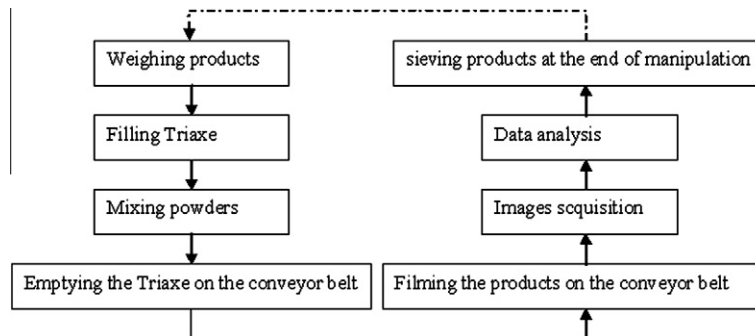 Weighing products
Filling Triaxe
Mixing powders
Emptying the Triaxe on the conveyor belt
Filming the products on the conveyor belt
Images scquisition
Data analysis
sieving products at the end of manipulation